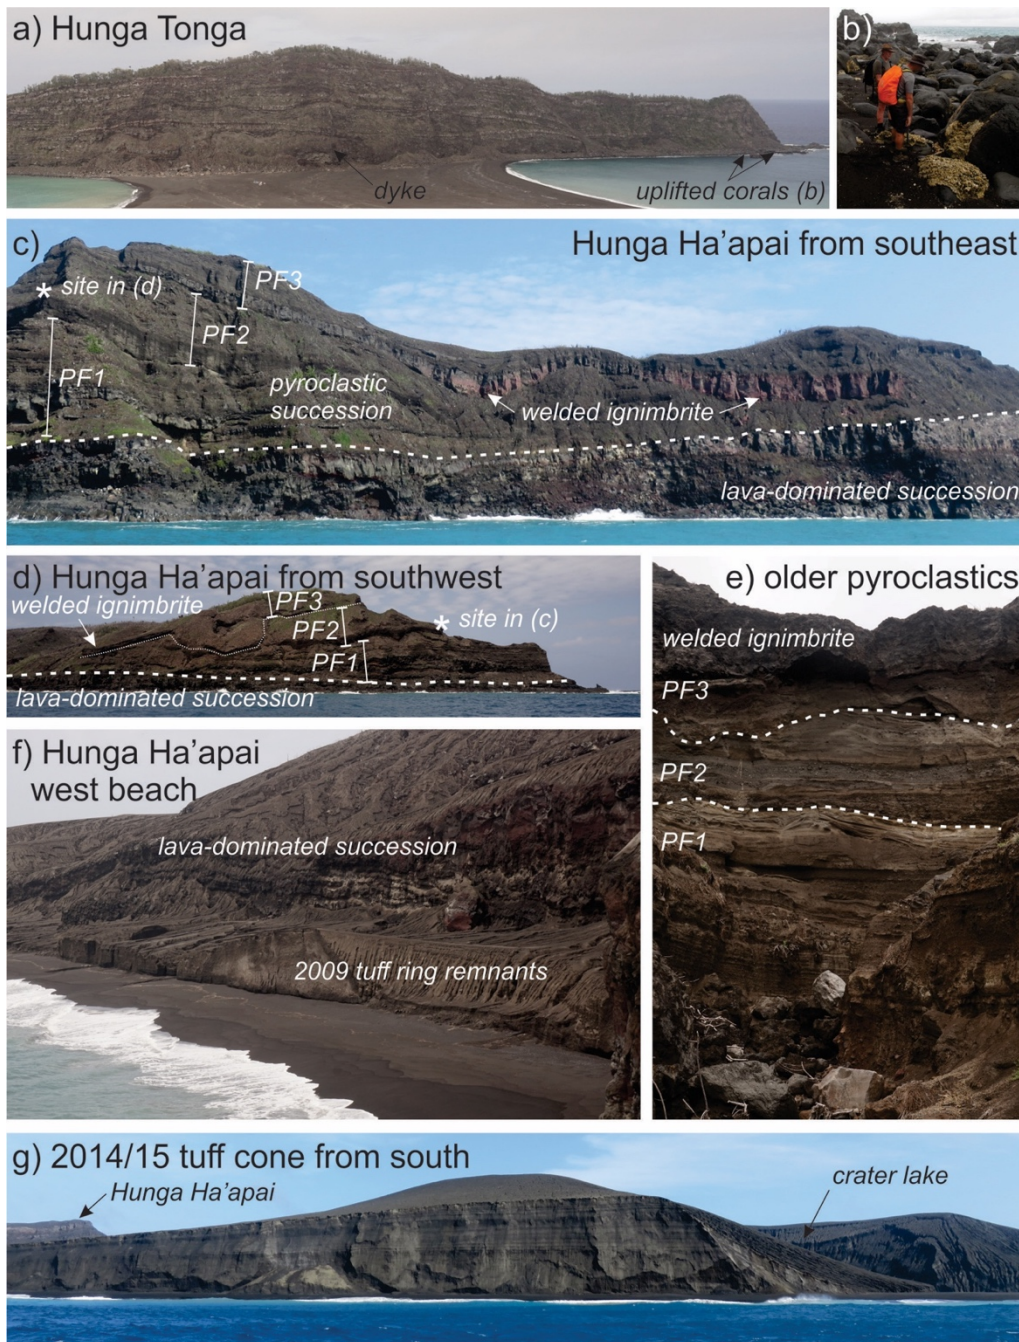 a) Hunga Tonga
dyke
uplifted corals (b)
b)
c)
Hunga Ha'apai from southeast
PF3
* site in (d)
PF2
PF1
pyroclastic
succession
welded ignimbrite
lava-dominated succession
d) Hunga Ha'apai from southwest
welded ignimbrite
PF3
* site in (c)
PF2
PF1
lava-dominated succession
e) older pyroclastics
welded ignimbrite
PF3
PF2
PF1
f) Hunga Ha'apai
west beach
lava-dominated succession
2009 tuff ring remnants
g) 2014/15 tuff cone from south
Hunga Ha'apai
crater lake